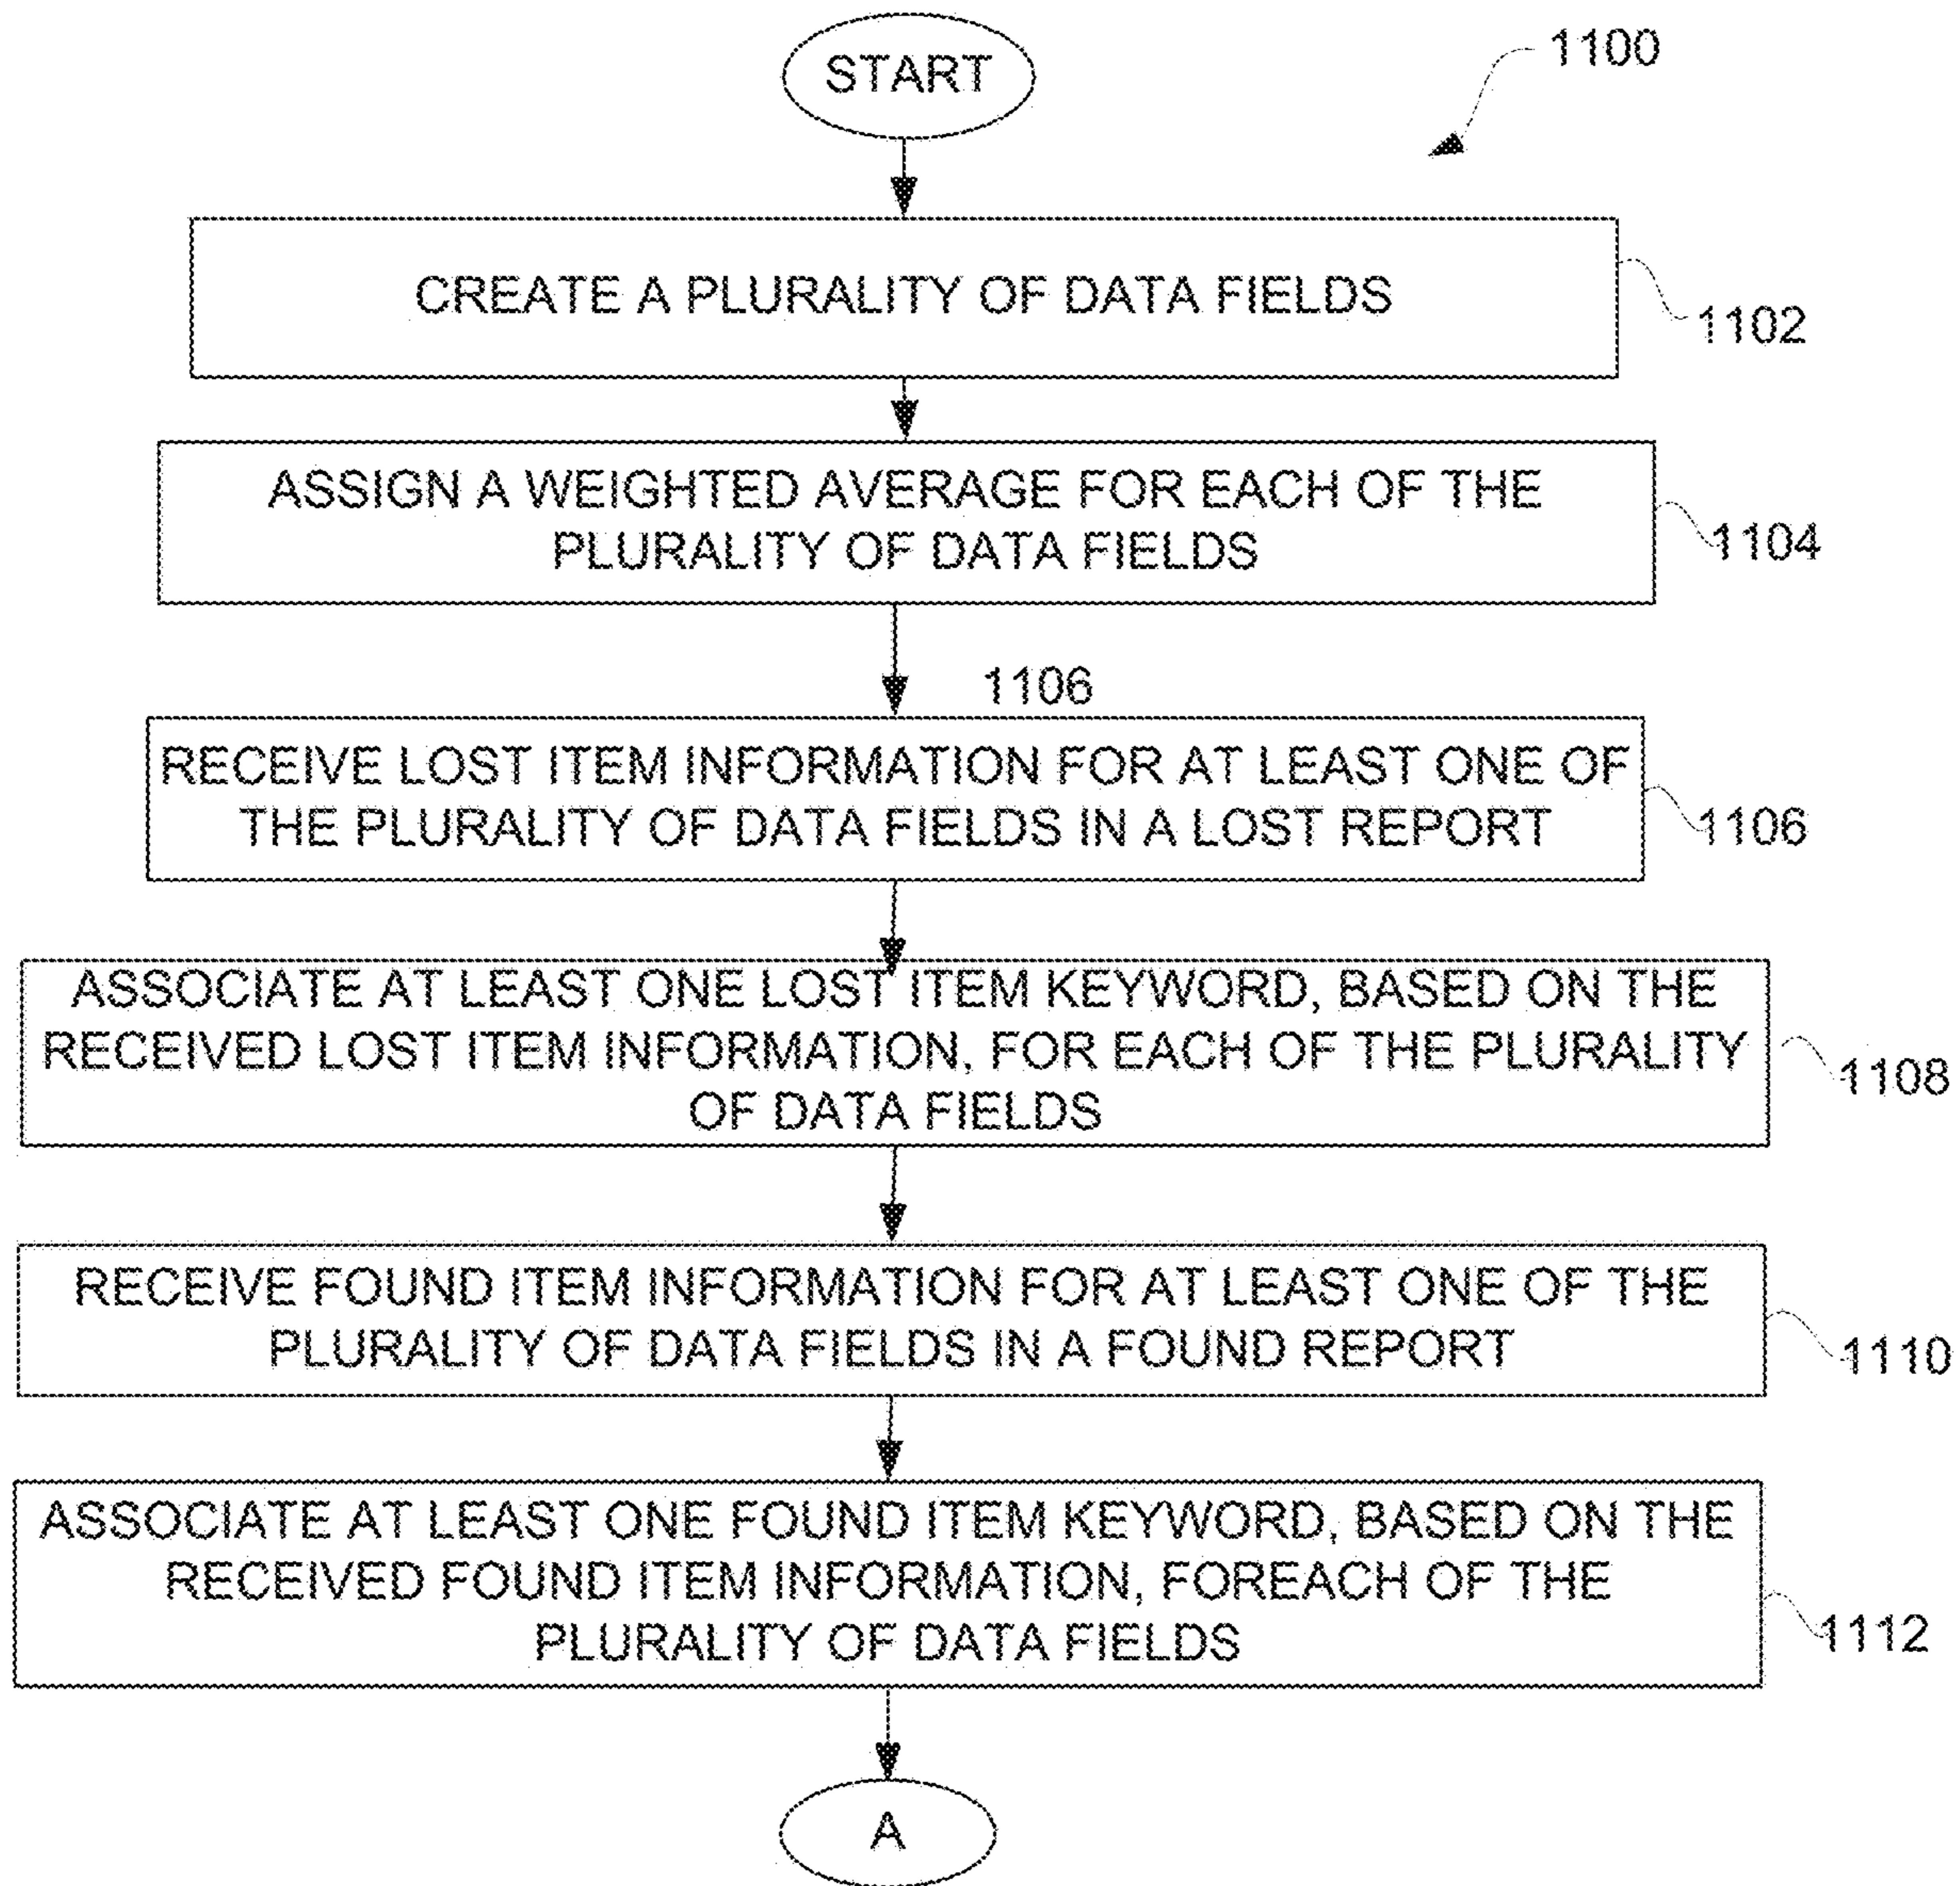 START
1100
CREATE A PLURALITY OF DATA FIELDS
1102
ASSIGN A WEIGHTED AVERAGE FOR EACH OF THE
PLURALITY OF DATA FIELDS
1104
1106
RECEIVE LOST ITEM INFORMATION FOR AT LEAST ONE OF
THE PLURALITY OF DATA FIELDS IN A LOST REPORT
1106
ASSOCIATE AT LEAST ONE LOST ITEM KEYWORD, BASED ON THE
RECEIVED LOST ITEM INFORMATION, FOR EACH OF THE PLURALITY
OF DATA FIELDS
1108
RECEIVE FOUND ITEM INFORMATION FOR AT LEAST ONE OF THE
PLURALITY OF DATA FIELDS IN A FOUND REPORT
1110
ASSOCIATE AT LEAST ONE FOUND ITEM KEYWORD, BASED ON THE
RECEIVED FOUND ITEM INFORMATION, FOREACH OF THE
PLURALITY OF DATA FIELDS
1112
A